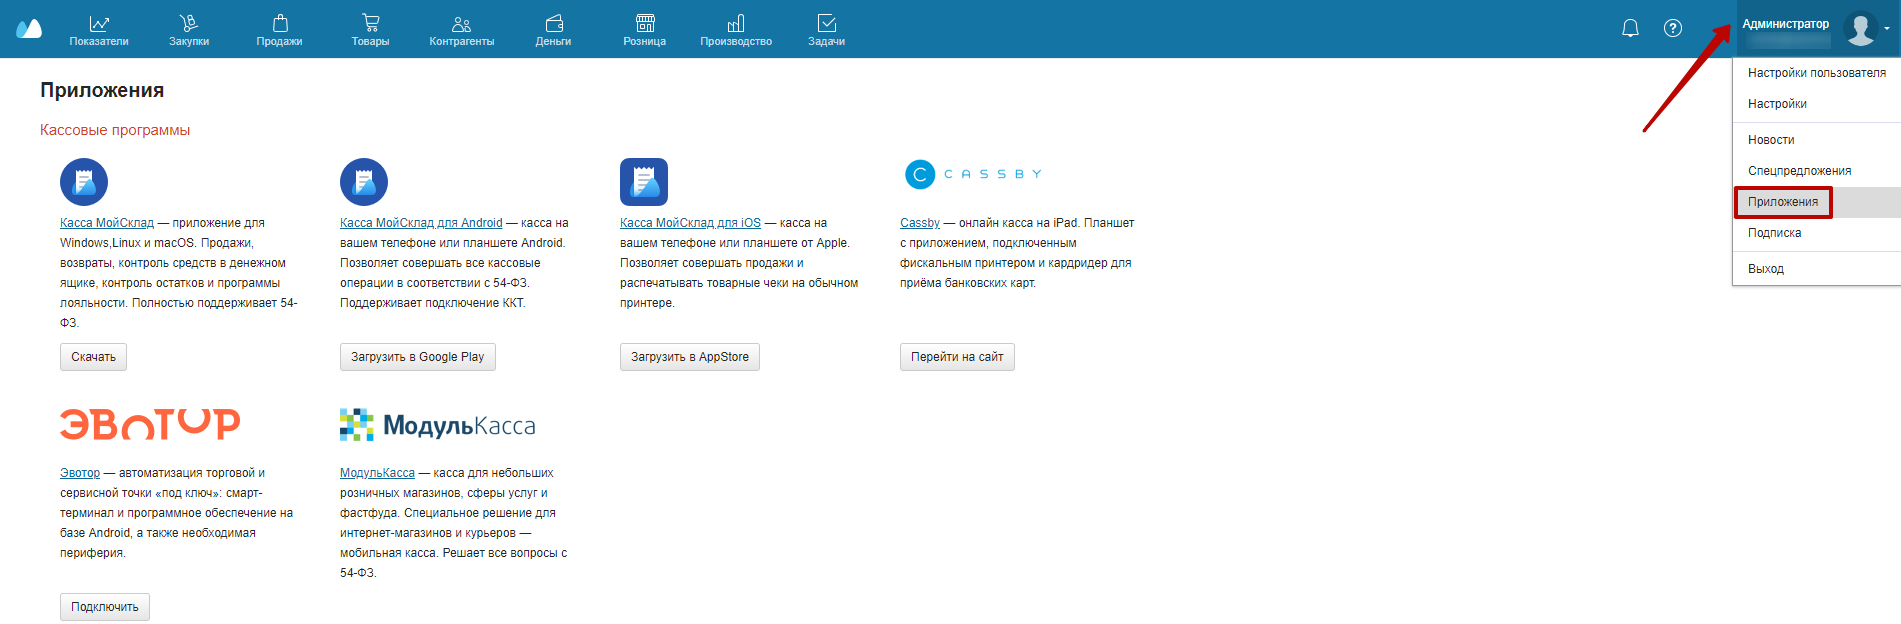 Показатели
Закупки
Продажи
Товары
Контрагенты
Деньги
Розница
Производство
Задачи
Администратор
Настройки пользователя
Настройки
Новости
Спецпредложения
Приложения
Подписка
Выход
Приложения
Кассовые программы
Касса МойСклад — приложение для
Windows,Linux и macOS. Продажи,
возвраты, контроль средств в денежном
ящике, контроль остатков и программы
лояльности. Полностью поддерживает 54-
ФЗ.
Скачать
Касса МойСклад для Android — касса на
вашем телефоне или планшете Android.
Позволяет совершать все кассовые
операции в соответствии с 54-ФЗ.
Поддерживает подключение ККТ.
Загрузить в Google Play
Касса МойСклад для iOS — касса на
вашем телефоне или планшете от Apple.
Позволяет совершать продажи и
распечатывать товарные чеки на обычном
принтере.
Загрузить в AppStore
C CASSBY
Cassby — онлайн касса на iPad. Планшет
с приложением, подключенным
фискальным принтером и кардридер для
приёма банковских карт.
Перейти на сайт
ЭВОТОР
Эвотор — автоматизация торговой и
сервисной точки «под ключ»: смарт-
терминал и программное обеспечение на
базе Android, а также необходимая
периферия.
Подключить
МодульКасса
МодульКасса — касса для небольших
розничных магазинов, сферы услуг и
фастфуда. Специальное решение для
интернет-магазинов и курьеров —
мобильная касса. Решает все вопросы с
54-ФЗ.